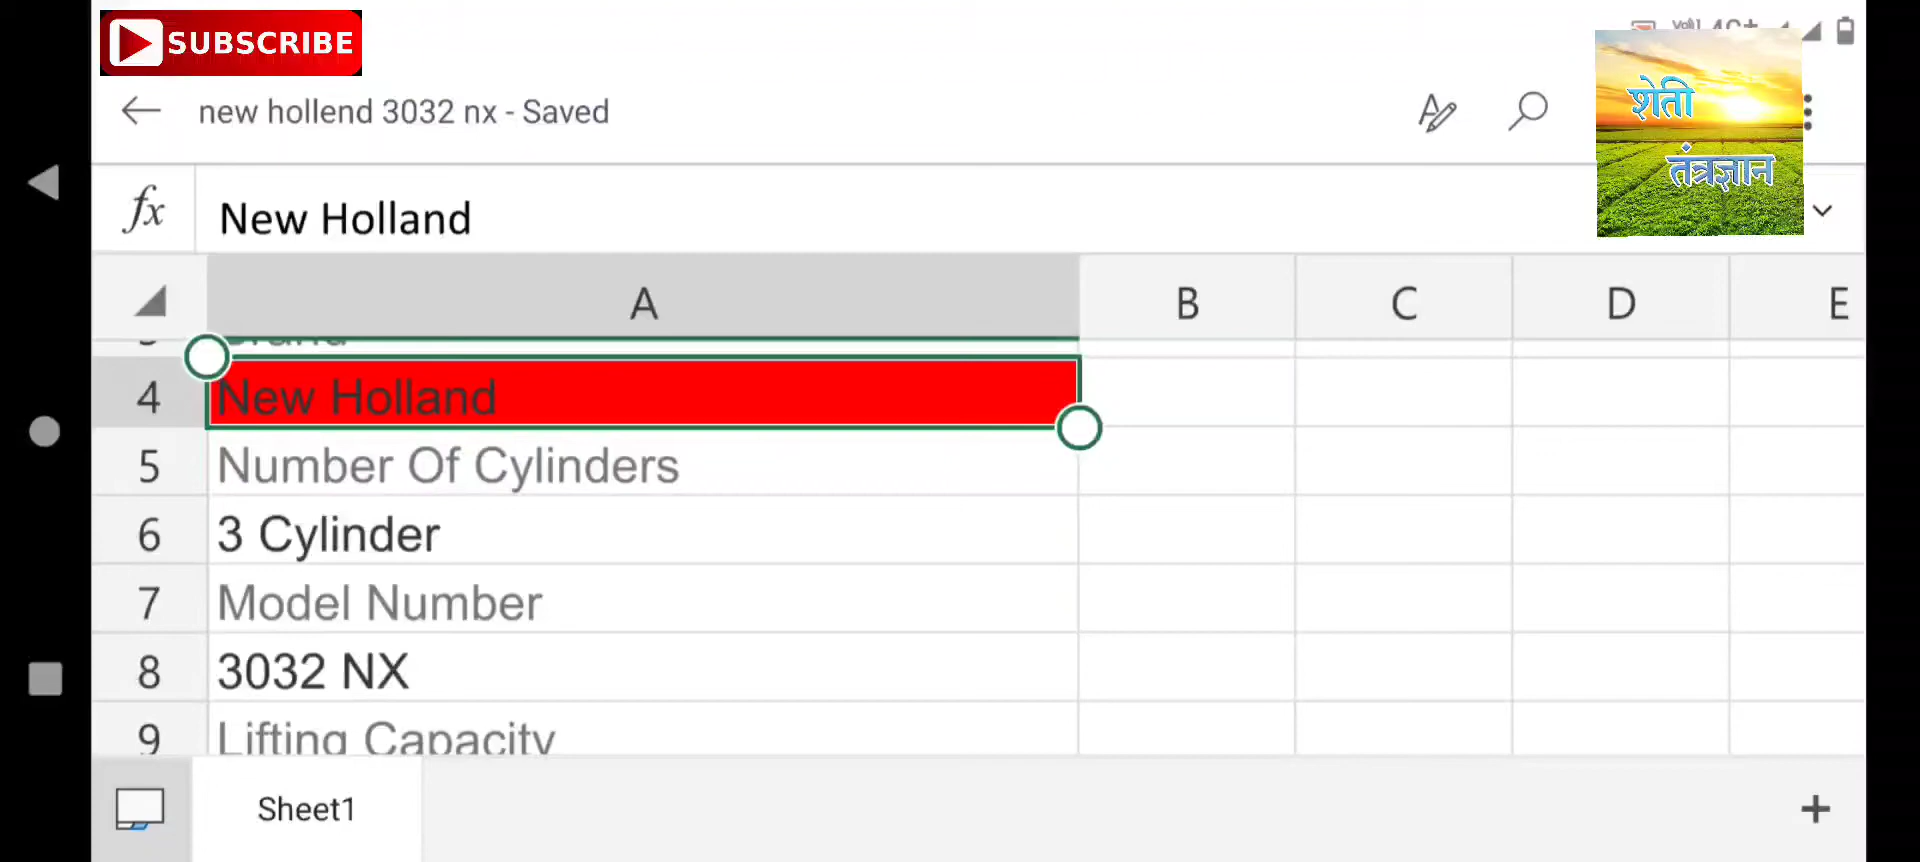 SUBSCRIBE
new hollend 3032 nx - Saved
शेती
तंत्रज्ञान
fx
New Holland
A B C D E
4 New Holland
5 Number Of Cylinders
6 3 Cylinder
7 Model Number
8 3032 NX
9 Lifting Capacity
Sheet1